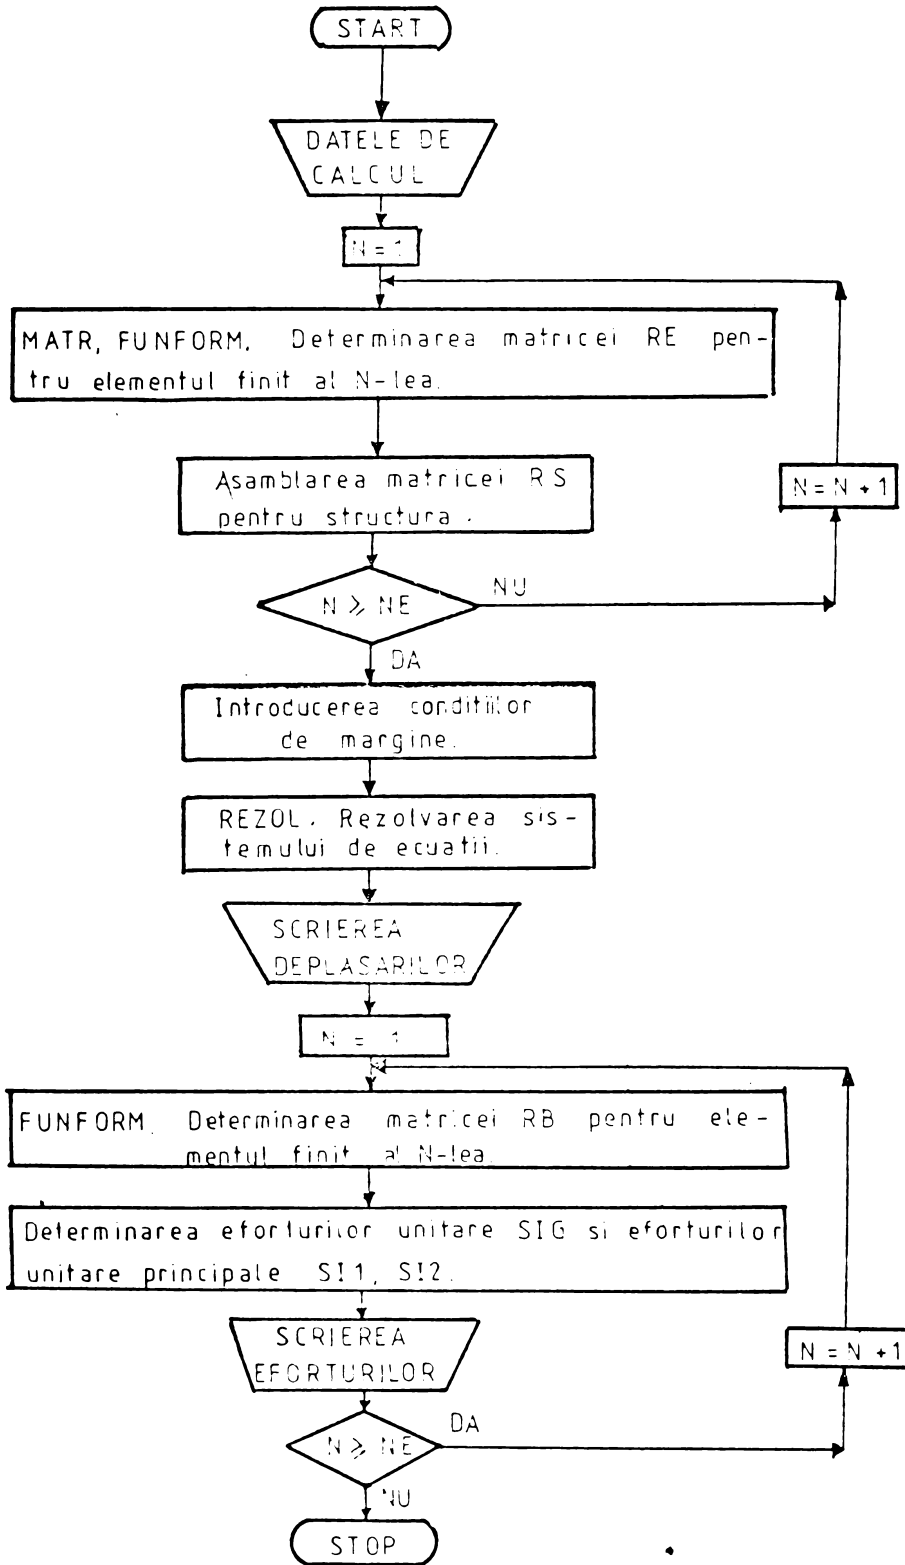 START
DATELE DE
CALCUL
N = 1
MATR, FUNFORM. Determinarea matricei RE pen-
tru elementul finit al N-lea.
Asamblarea matricei RS
pentru structura.
N = N + 1
N ⩾ NE
NU
DA
Introducerea conditiilor
de margine.
REZOL. Rezolvarea sis-
temului de ecuatii.
SCRIEREA
DEPLASARILOR
N = 1
FUNFORM. Determinarea matricei RB pentru ele-
mentul finit al N-lea.
Determinarea eforturilor unitare SIG si eforturilor
unitare principale SI1, SI2.
SCRIEREA
EFORTURILOR
N = N + 1
N ⩾ NE
DA
NU
STOP